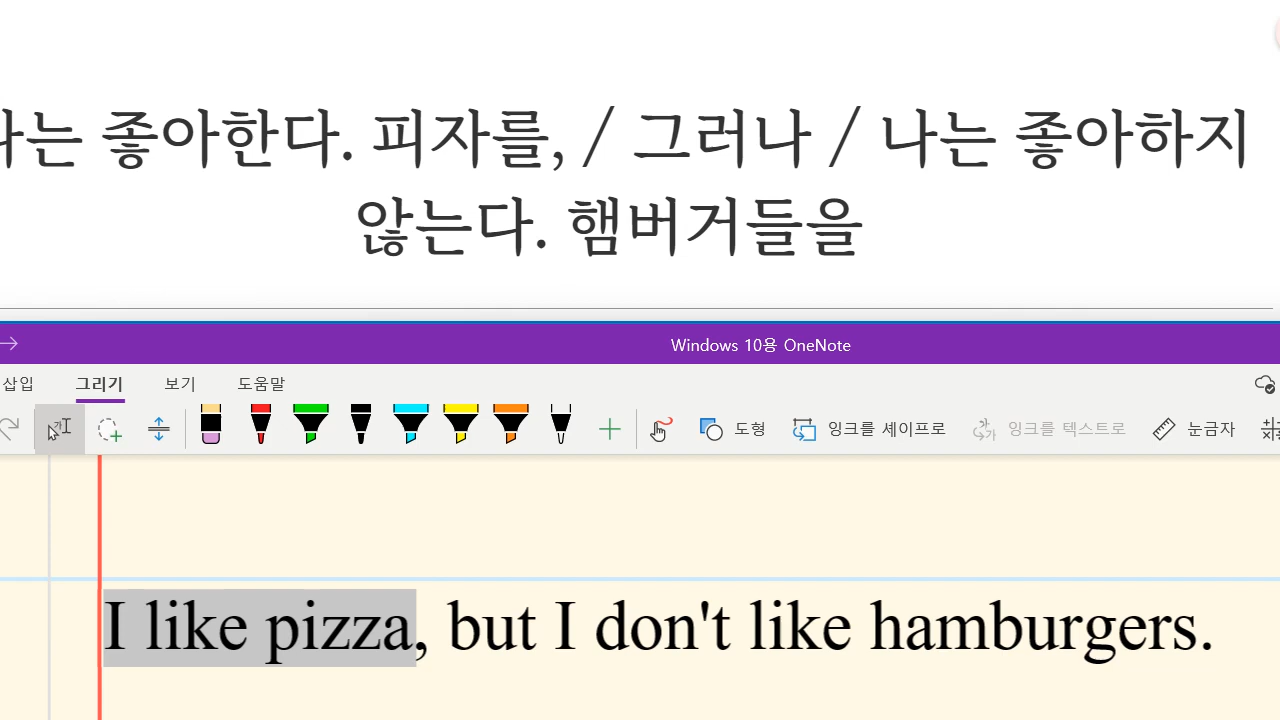 나는 좋아한다. 피자를, / 그러나 / 나는 좋아하지
않는다. 햄버거들을
Windows 10용 OneNote
삽입 그리기 보기 도움말
가 도형 잉크를 셰이프로 가 잉크를 텍스트로 눈금자
I like pizza, but I don't like hamburgers.